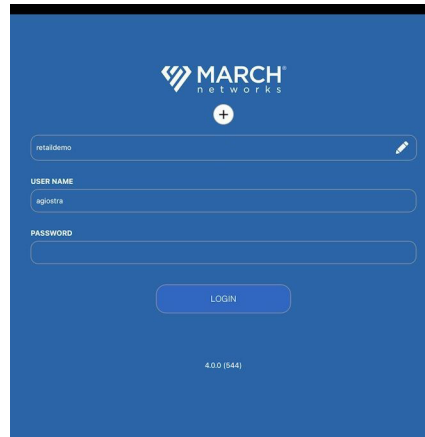 MARCH®
networks
retaildemo
USER NAME
agiostra
PASSWORD
LOGIN
4.0.0 (544)